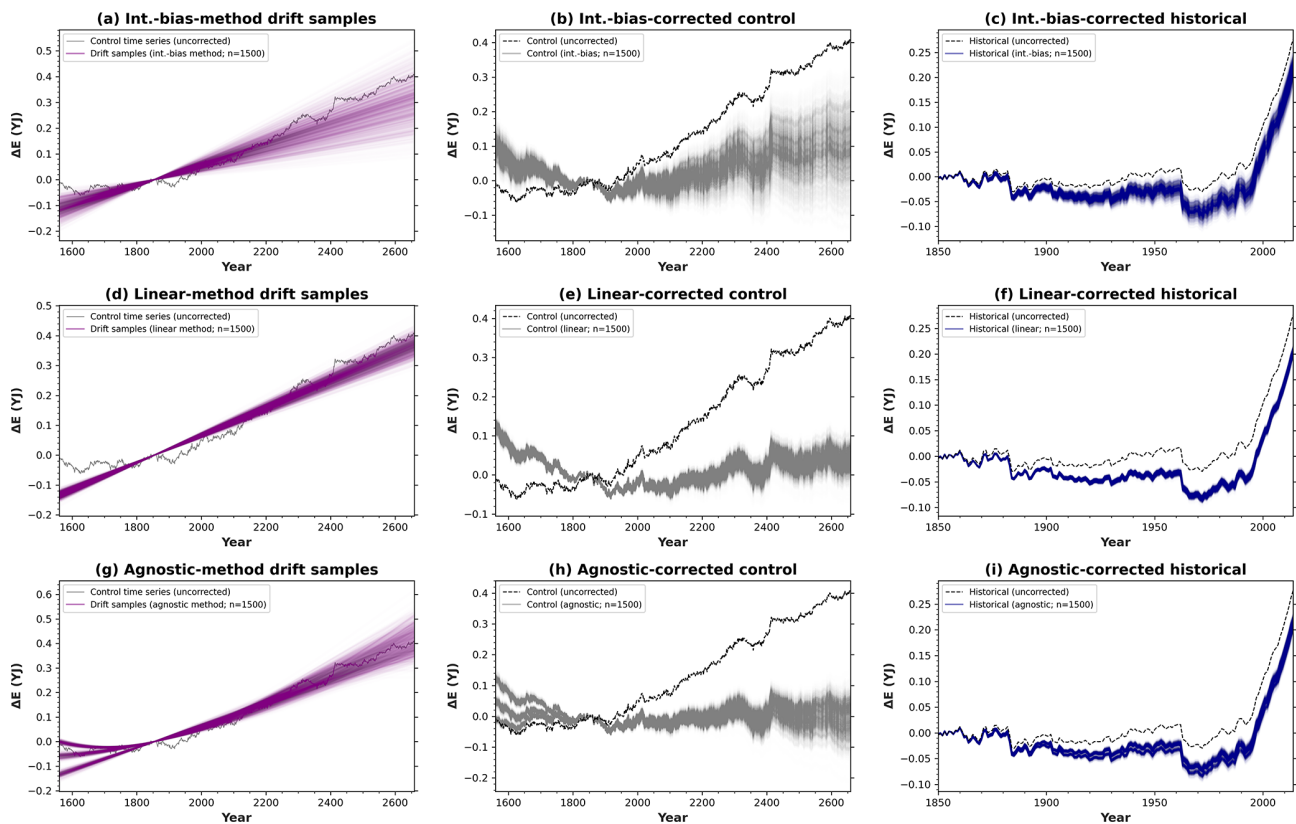 (a) Int.-bias-method drift samples
ΔE (YJ)
0.5
0.4
0.3
0.2
0.1
0.0
−0.1
−0.2
Control time series (uncorrected)
Drift samples (int.-bias method; n=1500)
1600 1800 2000 2200 2400 2600
Year
(b) Int.-bias-corrected control
ΔE (YJ)
0.4
0.3
0.2
0.1
0.0
−0.1
Control (uncorrected)
Control (int.-bias; n=1500)
1600 1800 2000 2200 2400 2600
Year
(c) Int.-bias-corrected historical
ΔE (YJ)
0.25
0.20
0.15
0.10
0.05
0.00
−0.05
−0.10
Historical (uncorrected)
Historical (int.-bias; n=1500)
1850 1900 1950 2000
Year
(d) Linear-method drift samples
ΔE (YJ)
0.5
0.4
0.3
0.2
0.1
0.0
−0.1
−0.2
Control time series (uncorrected)
Drift samples (linear method; n=1500)
1600 1800 2000 2200 2400 2600
Year
(e) Linear-corrected control
ΔE (YJ)
0.4
0.3
0.2
0.1
0.0
−0.1
Control (uncorrected)
Control (linear; n=1500)
1600 1800 2000 2200 2400 2600
Year
(f) Linear-corrected historical
ΔE (YJ)
0.25
0.20
0.15
0.10
0.05
0.00
−0.05
−0.10
Historical (uncorrected)
Historical (linear; n=1500)
1850 1900 1950 2000
Year
(g) Agnostic-method drift samples
ΔE (YJ)
0.6
0.5
0.4
0.3
0.2
0.1
0.0
−0.1
−0.2
Control time series (uncorrected)
Drift samples (agnostic method; n=1500)
1600 1800 2000 2200 2400 2600
Year
(h) Agnostic-corrected control
ΔE (YJ)
0.4
0.3
0.2
0.1
0.0
−0.1
−0.2
Control (uncorrected)
Control (agnostic; n=1500)
1600 1800 2000 2200 2400 2600
Year
(i) Agnostic-corrected historical
ΔE (YJ)
0.25
0.20
0.15
0.10
0.05
0.00
−0.05
−0.10
Historical (uncorrected)
Historical (agnostic; n=1500)
1850 1900 1950 2000
Year